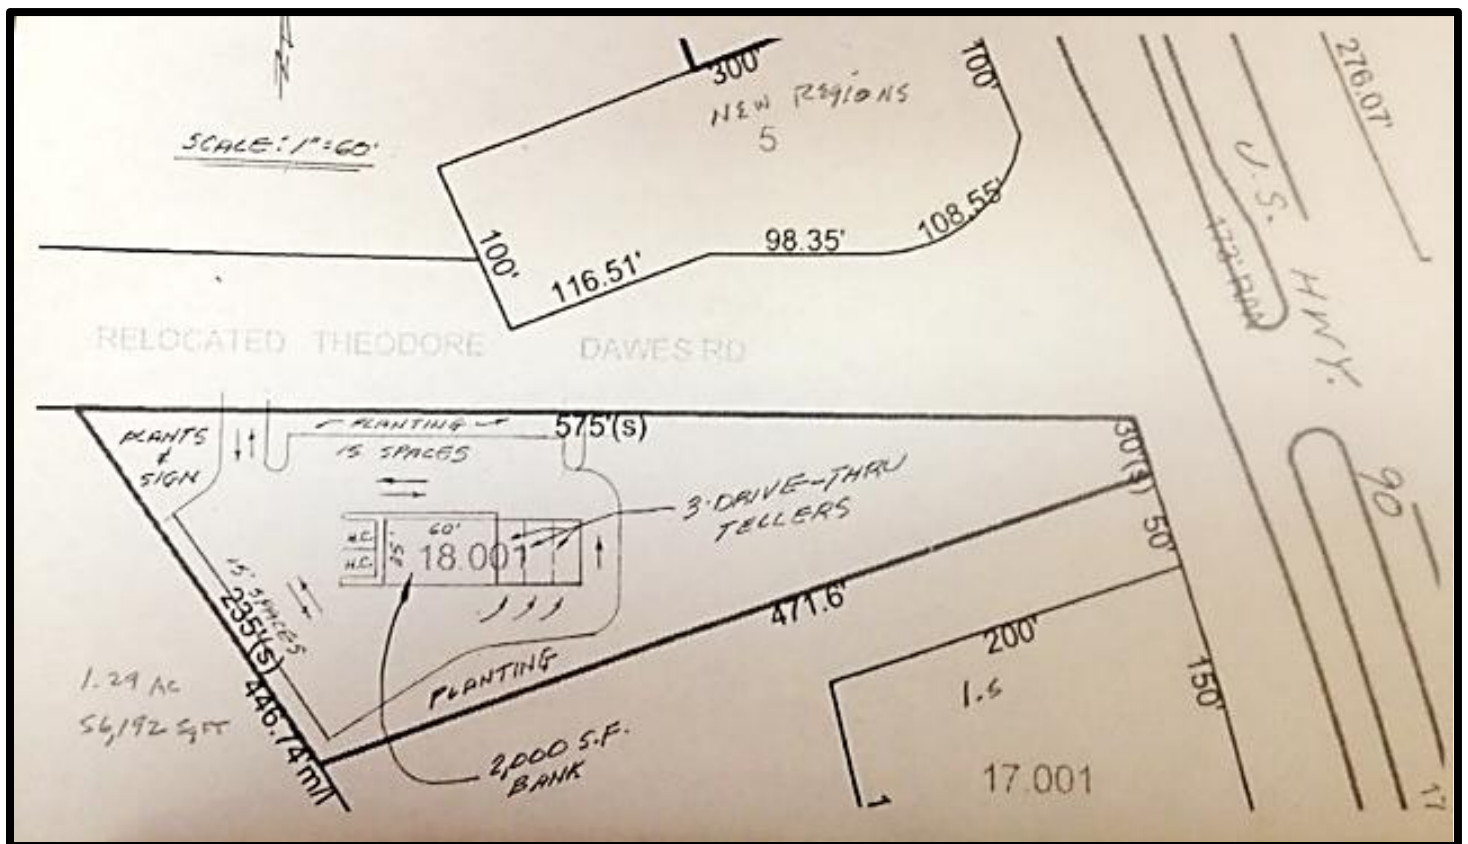 N
SCALE: 1"=60'
300'
NEW REGIONS
5
100'
276.07'
100'
116.51'
98.35'
108.55'
U.S. HWY. 90
RELOCATED THEODORE DAWES RD
PLANTS
&
SIGN
PLANTING
575'(s)
15 SPACES
30'(s)
3-DRIVE-THRU
TELLERS
H.C.
H.C.
60'
18.001
50'
15' SPACES
235'(s)
471.6'
200'
PLANTING
1.29 AC
56,192 SqFT
446.74'm/l
1.5
150'
2,000 S.F.
BANK
17.001
1
17